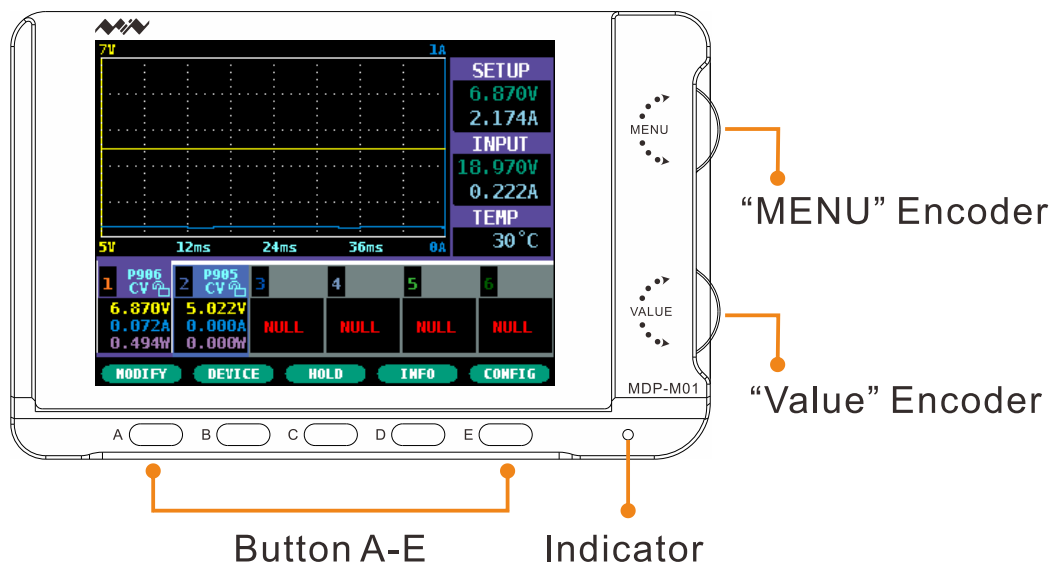 MiN
7V 1A
SETUP
6.870V
2.174A
INPUT
18.970V
0.222A
TEMP
30°C
5V 12ms 24ms 36ms 0A
1 P906 CV 2 P905 CV 3 4 5 6
6.870V 5.022V
0.072A 0.000A NULL NULL NULL NULL
0.494W 0.000W
MODIFY DEVICE HOLD INFO CONFIG
MENU
VALUE
MDP-M01
A B C D E
“MENU” Encoder
“Value” Encoder
Button A-E
Indicator